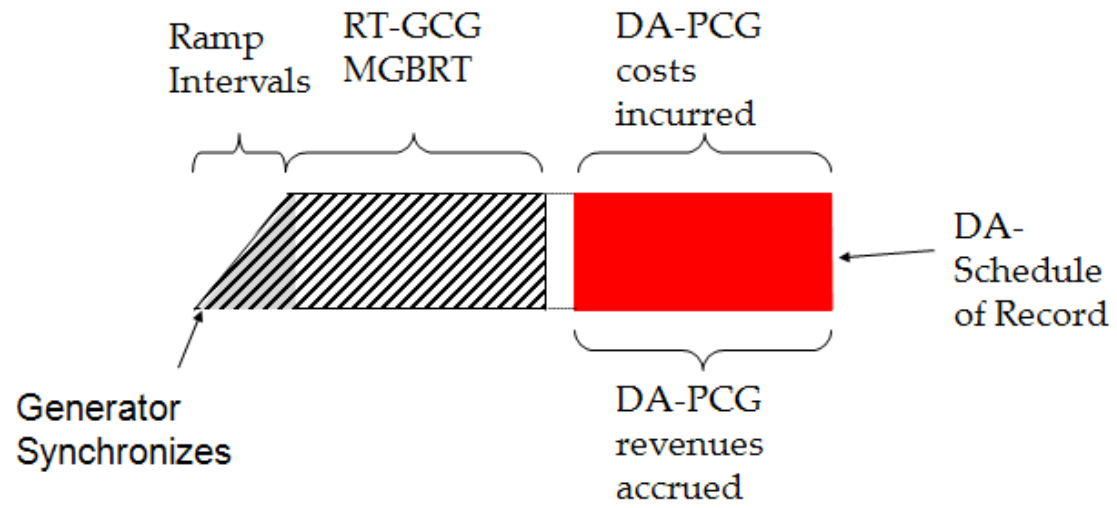 Ramp
Intervals
RT-GCG
MGBRT
DA-PCG
costs
incurred
DA-
Schedule
of Record
Generator
Synchronizes
DA-PCG
revenues
accrued